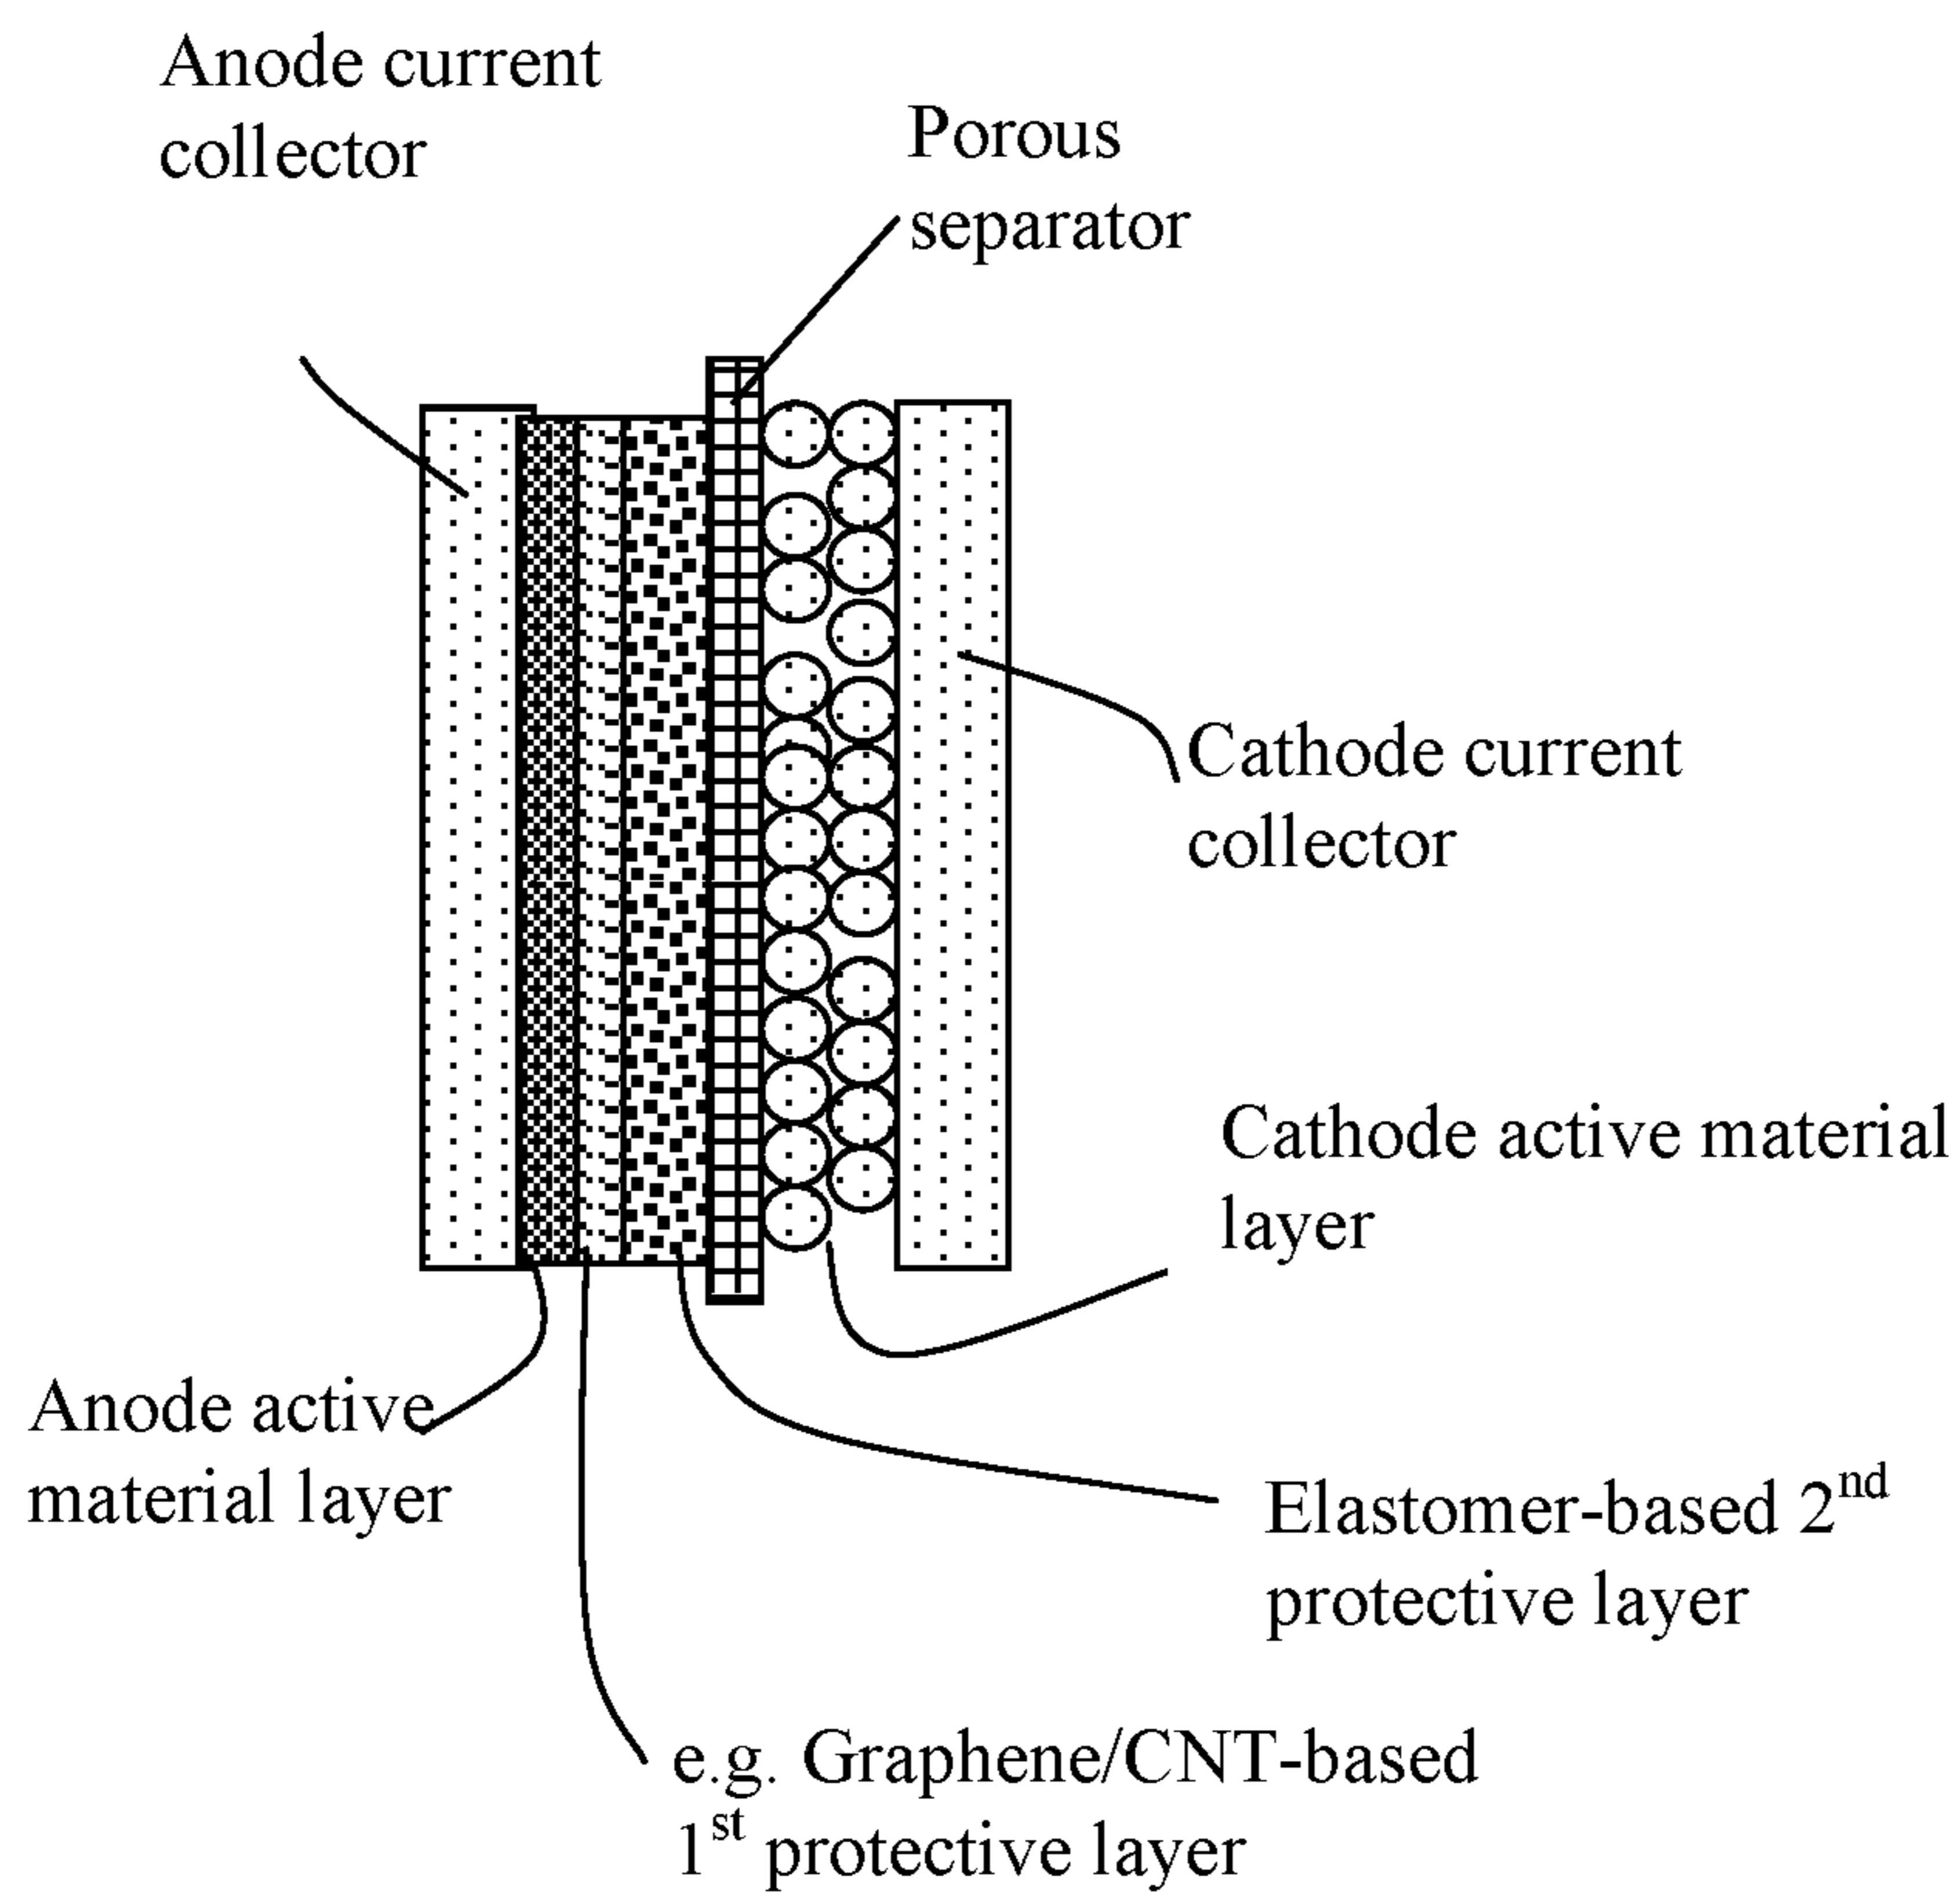 Anode current
collector
Porous
separator
Cathode current
collector
Cathode active material
layer
Anode active
material layer
Elastomer-based 2nd
protective layer
e.g. Graphene/CNT-based
1st protective layer